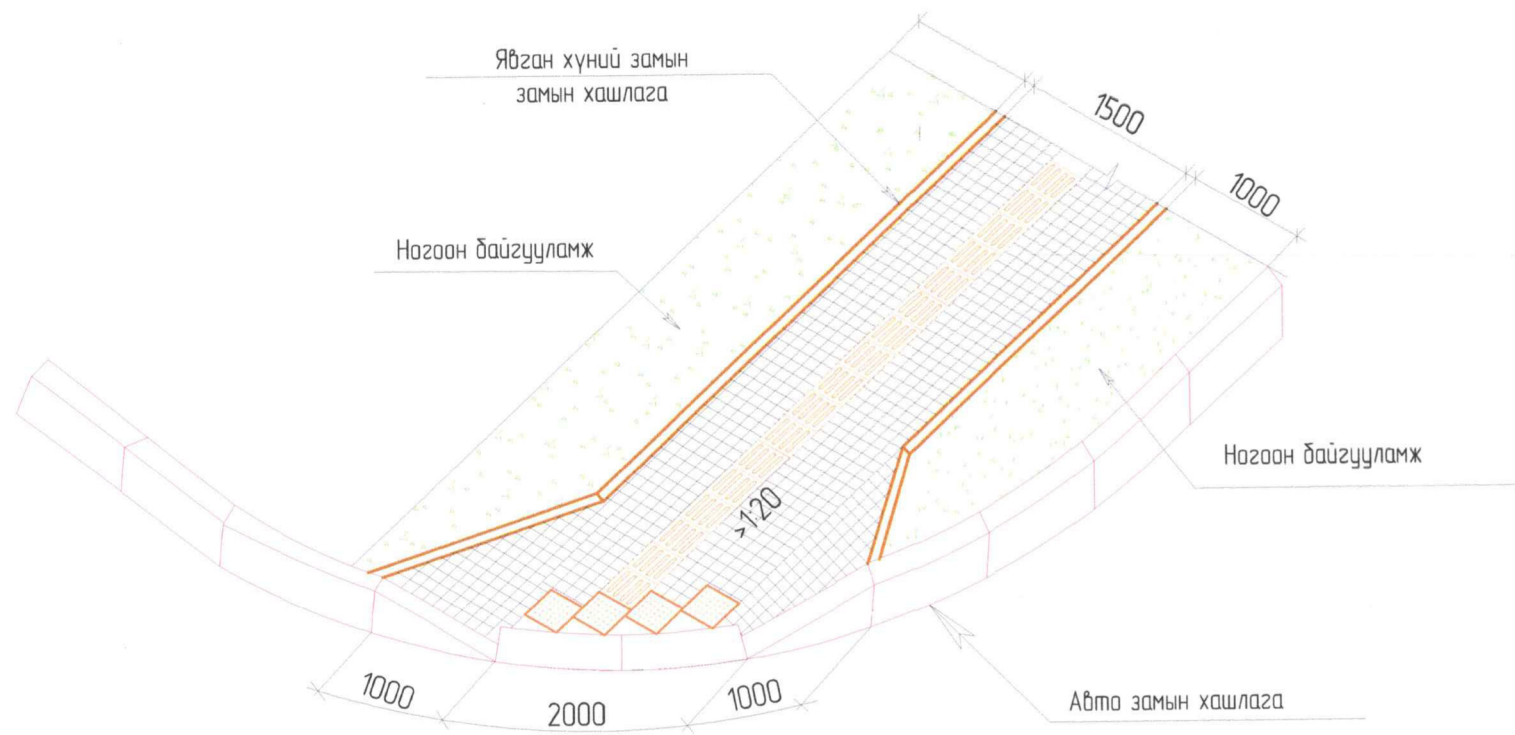 Явган хүний замын
замын хашлага
1500
1000
Ногоон байгууламж
Ногоон байгууламж
>1:20
1000
2000
1000
Авто замын хашлага